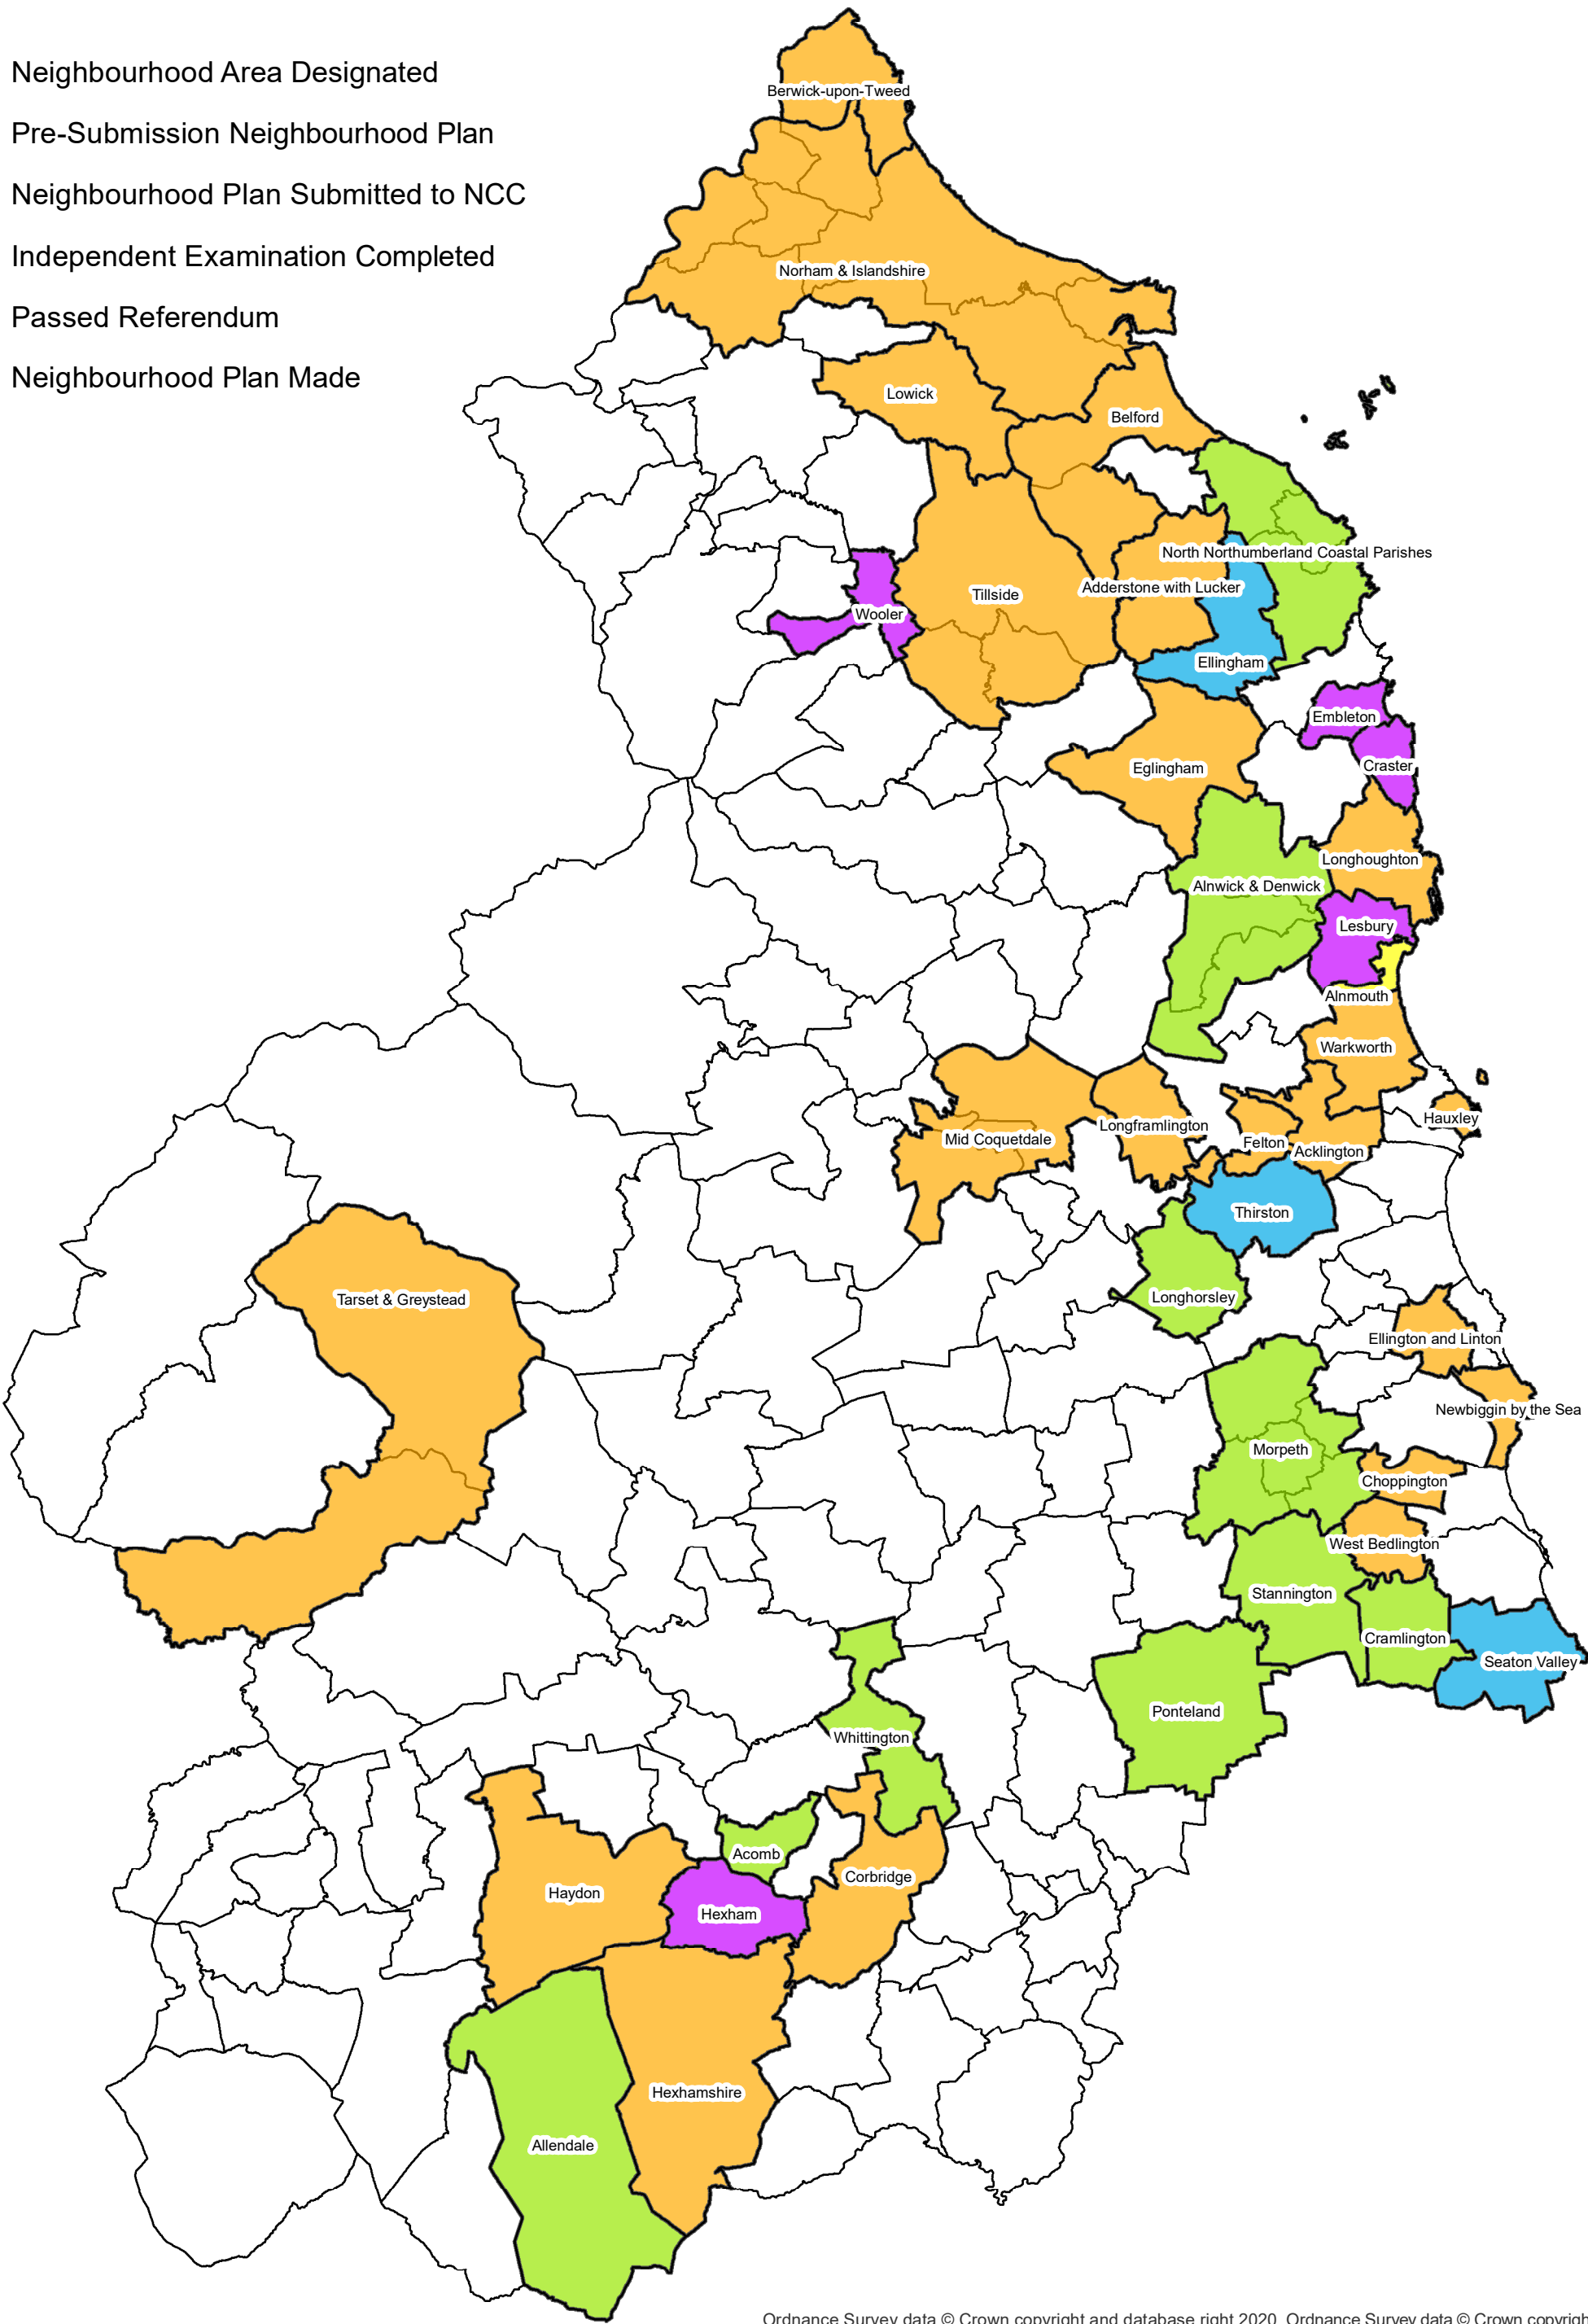 Neighbourhood Area Designated
Pre-Submission Neighbourhood Plan
Neighbourhood Plan Submitted to NCC
Independent Examination Completed
Passed Referendum
Neighbourhood Plan Made
Berwick-upon-Tweed
Norham & Islandshire
Lowick
Belford
North Northumberland Coastal Parishes
Adderstone with Lucker
Tillside
Wooler
Ellingham
Embleton
Craster
Eglingham
Longhoughton
Alnwick & Denwick
Lesbury
Alnmouth
Warkworth
Hauxley
Longframlington
Mid Coquetdale
Felton
Acklington
Thirston
Longhorsley
Tarset & Greystead
Ellington and Linton
Newbiggin by the Sea
Morpeth
Choppington
West Bedlington
Stannington
Cramlington
Seaton Valley
Ponteland
Whittington
Acomb
Corbridge
Haydon
Hexham
Hexhamshire
Allendale
Ordnance Survey data © Crown copyright and database right 2020. Ordnance Survey data © Crown copyrigh